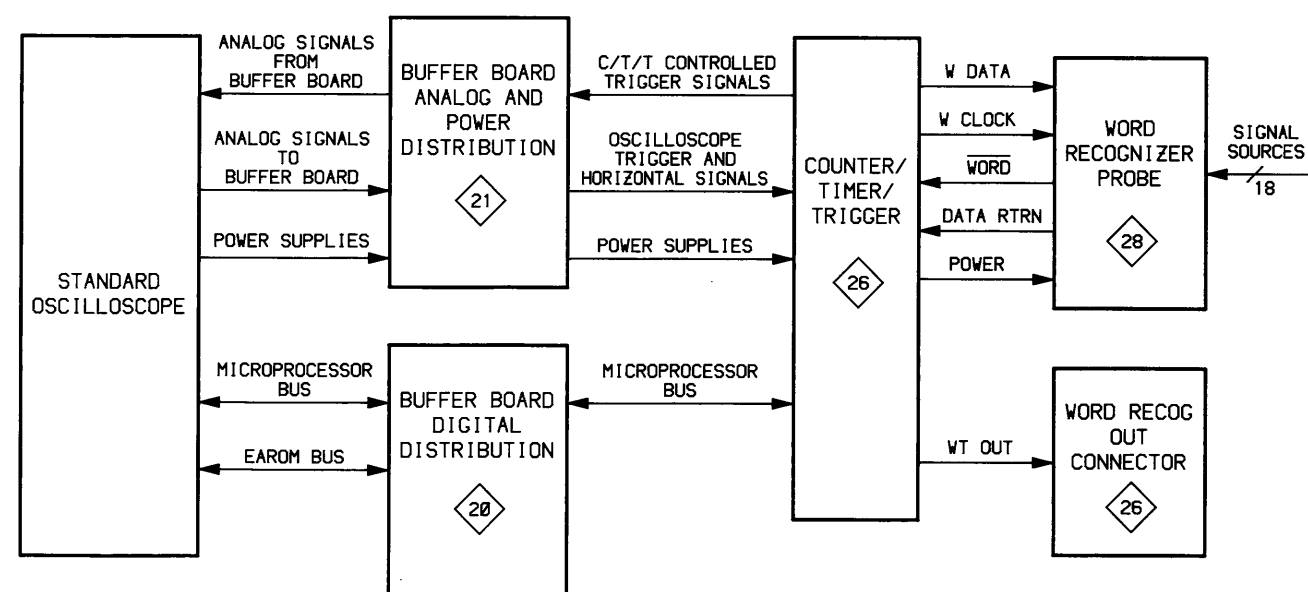 STANDARD
OSCILLOSCOPE
ANALOG SIGNALS
FROM
BUFFER BOARD
ANALOG SIGNALS
TO
BUFFER BOARD
POWER SUPPLIES
MICROPROCESSOR
BUS
EAROM BUS
BUFFER BOARD
ANALOG AND
POWER
DISTRIBUTION
21
BUFFER BOARD
DIGITAL
DISTRIBUTION
20
C/T/T CONTROLLED
TRIGGER SIGNALS
OSCILLOSCOPE
TRIGGER AND
HORIZONTAL SIGNALS
POWER SUPPLIES
MICROPROCESSOR
BUS
COUNTER/
TIMER/
TRIGGER
26
W DATA
W CLOCK
W̅O̅R̅D̅
DATA RTRN
POWER
WT OUT
WORD
RECOGNIZER
PROBE
28
SIGNAL
SOURCES
18
WORD RECOG
OUT
CONNECTOR
26